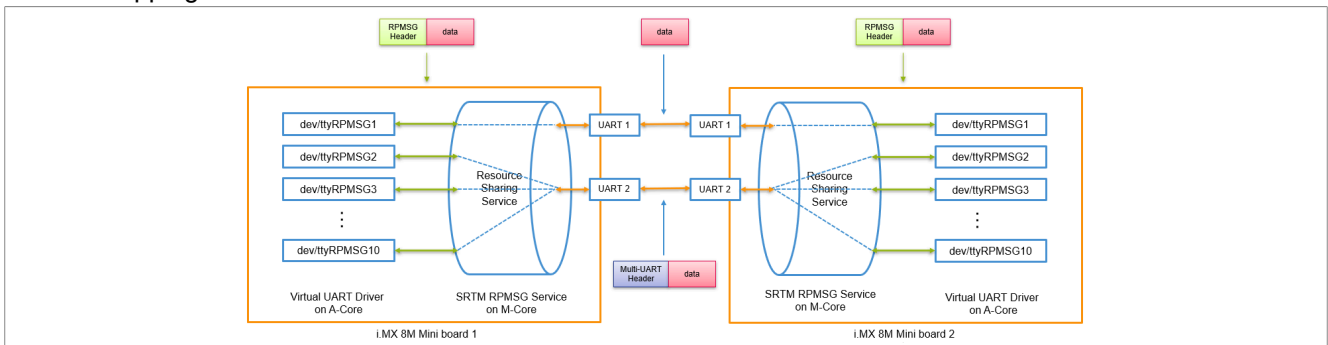 pping
RPMSG
Header
data
data
RPMSG
Header
data
dev/ttyRPMSG1
UART 1
UART 1
dev/ttyRPMSG1
dev/ttyRPMSG2
dev/ttyRPMSG2
dev/ttyRPMSG3
Resource
Sharing
Service
UART 2
UART 2
Resource
Sharing
Service
dev/ttyRPMSG3
dev/ttyRPMSG10
dev/ttyRPMSG10
Multi-UART
Header
data
Virtual UART Driver
on A-Core
SRTM RPMSG Service
on M-Core
SRTM RPMSG Service
on M-Core
Virtual UART Driver
on A-Core
i.MX 8M Mini board 1
i.MX 8M Mini board 2